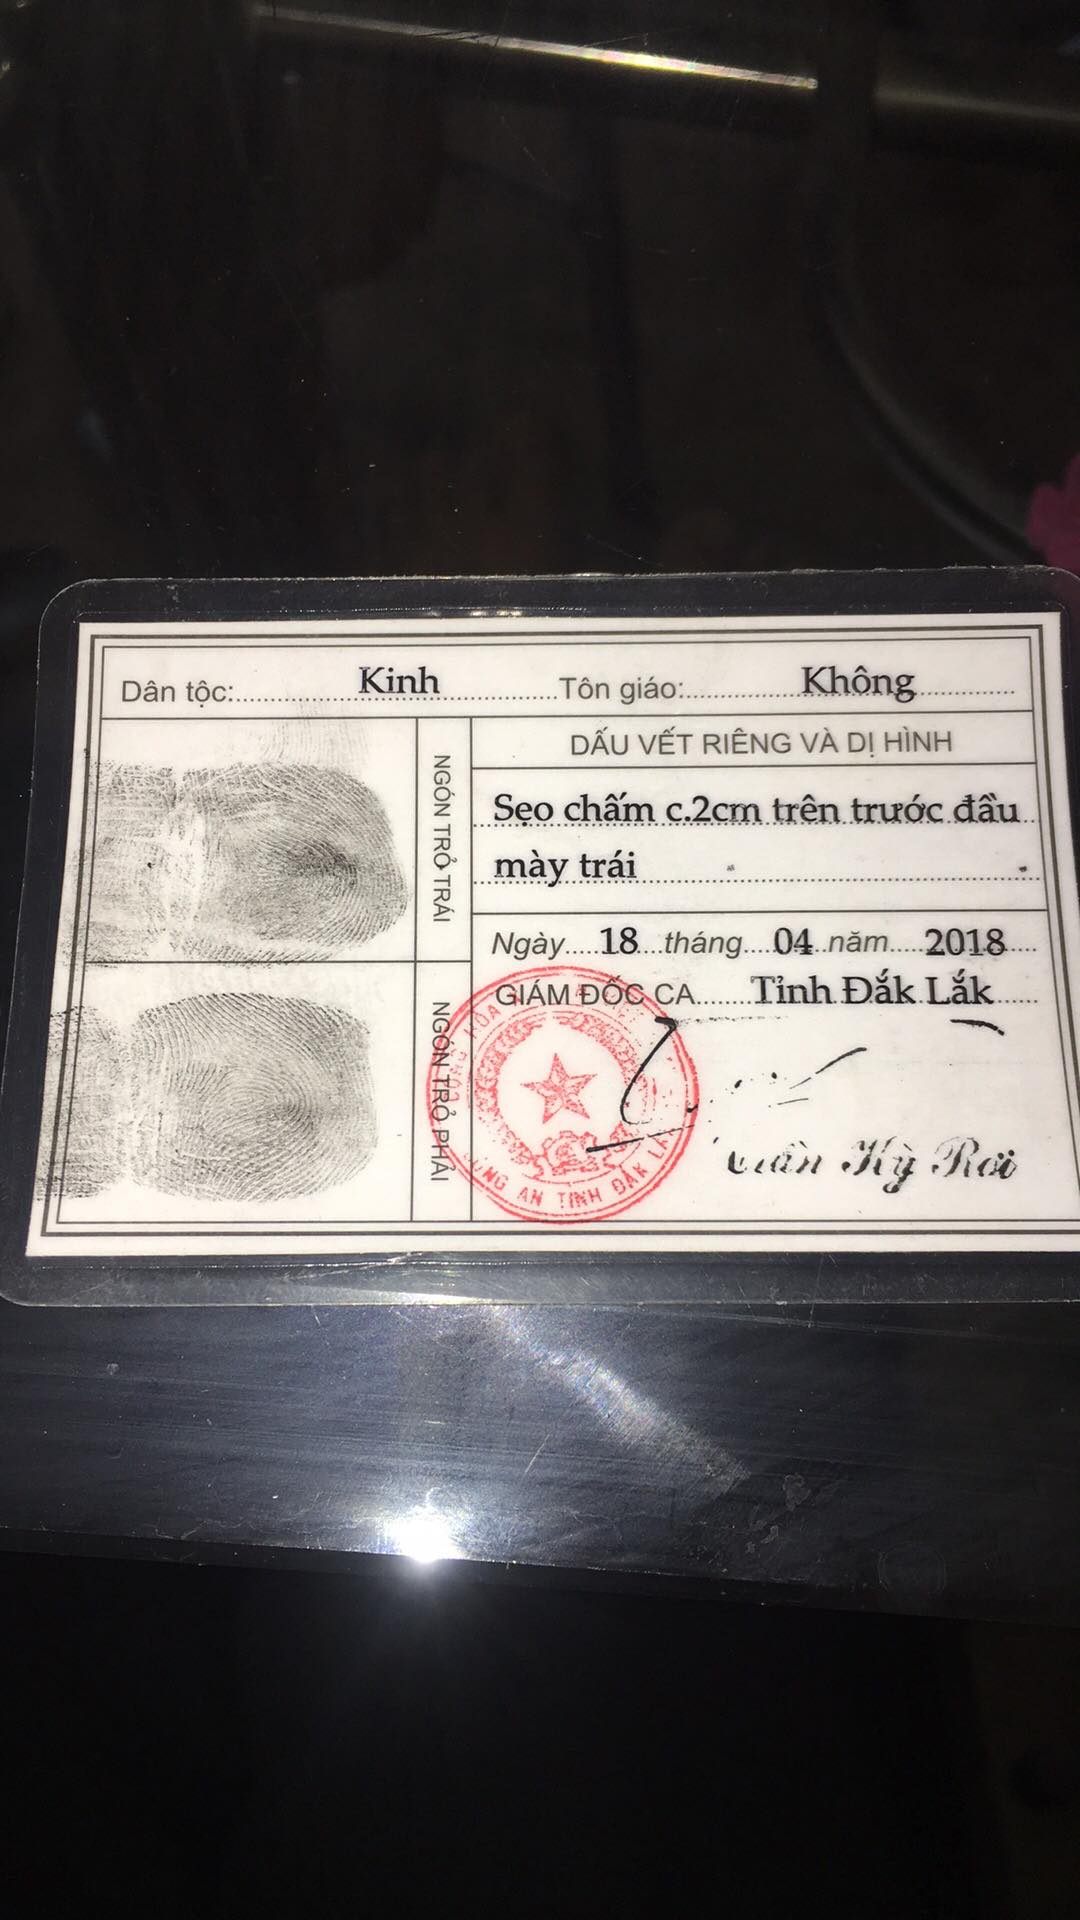 Dân tộc: Kinh Tôn giáo: Không
NGÓN TRỎ TRÁI
DẤU VẾT RIÊNG VÀ DỊ HÌNH
Sẹo chấm c.2cm trên trước đầu
mày trái
Ngày 18 tháng 04 năm 2018
NGÓN TRỎ PHẢI
GIÁM ĐỐC CA Tỉnh Đắk Lắk
AN TỈNH ĐẮK LẮK
Kỳ Rơi